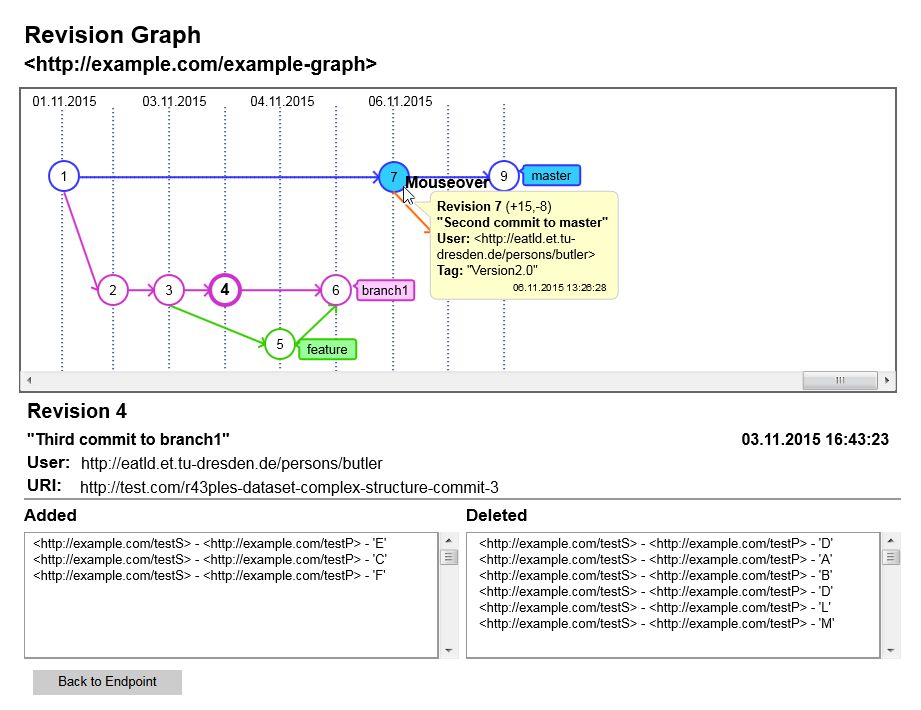 Revision Graph
<http://example.com/example-graph>
01.11.2015 03.11.2015 04.11.2015 06.11.2015
1 7 9 master
Mouseover
Revision 7 (+15,-8)
"Second commit to master"
User: <http://eatld.et.tu-
dresden.de/persons/butler>
Tag: "Version2.0"
06.11.2015 13:26:28
2 3 4 6 branch1
5 feature
Revision 4
"Third commit to branch1" 03.11.2015 16:43:23
User: http://eatld.et.tu-dresden.de/persons/butler
URI: http://test.com/r43ples-dataset-complex-structure-commit-3
Added
<http://example.com/testS> - <http://example.com/testP> - 'E'
<http://example.com/testS> - <http://example.com/testP> - 'C'
<http://example.com/testS> - <http://example.com/testP> - 'F'
Deleted
<http://example.com/testS> - <http://example.com/testP> - 'D'
<http://example.com/testS> - <http://example.com/testP> - 'A'
<http://example.com/testS> - <http://example.com/testP> - 'B'
<http://example.com/testS> - <http://example.com/testP> - 'D'
<http://example.com/testS> - <http://example.com/testP> - 'L'
<http://example.com/testS> - <http://example.com/testP> - 'M'
Back to Endpoint